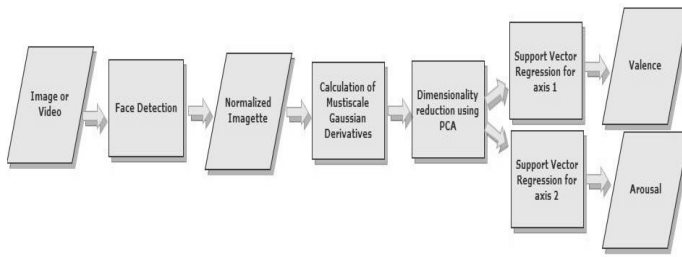 Image or
Video
Face Detection
Normalized
Imagette
Calculation of
Mustiscale
Gaussian
Derivatives
Dimensionality
reduction using
PCA
Support Vector
Regression for
axis 1
Valence
Support Vector
Regression for
axis 2
Arousal